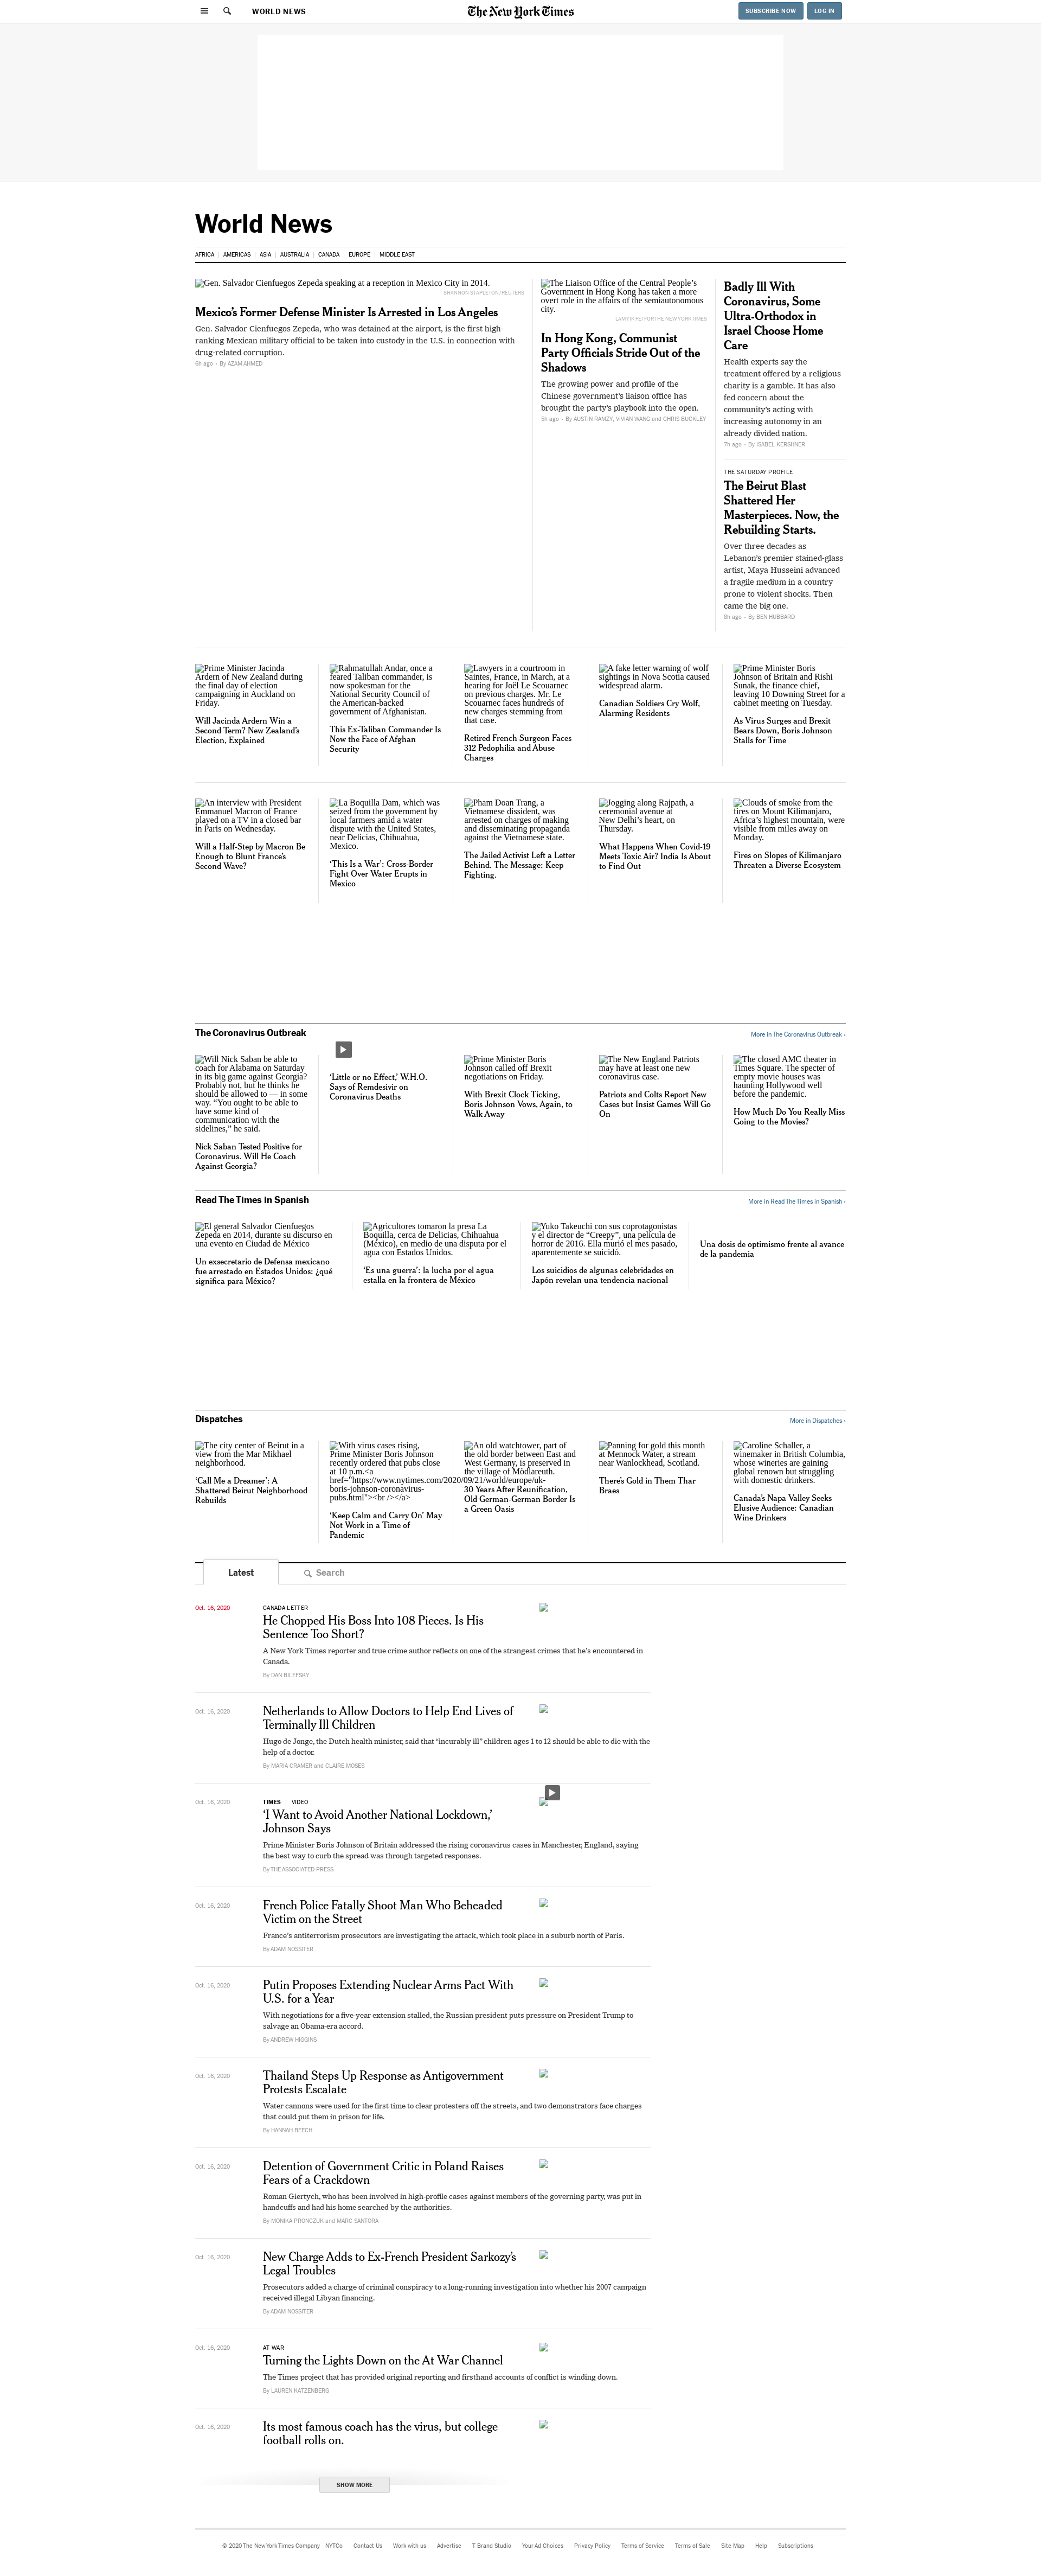 WORLD NEWS
The New York Times
SUBSCRIBE NOW
LOG IN
World News
AFRICA | AMERICAS | ASIA | AUSTRALIA | CANADA | EUROPE | MIDDLE EAST
Gen. Salvador Cienfuegos Zepeda speaking at a reception in Mexico City in 2014.
SHANNON STAPLETON/REUTERS
Mexico's Former Defense Minister Is Arrested in Los Angeles
Gen. Salvador Cienfuegos Zepeda, who was detained at the airport, is the first high-
ranking Mexican military official to be taken into custody in the U.S. in connection with
drug-related corruption.
6h ago - By AZAM AHMED
The Liaison Office of the Central People's
Government in Hong Kong has taken a more
overt role in the affairs of the semiautonomous
city.
LAM YIK FEI FOR THE NEW YORK TIMES
In Hong Kong, Communist
Party Officials Stride Out of the
Shadows
The growing power and profile of the
Chinese government's liaison office has
brought the party's playbook into the open.
5h ago - By AUSTIN RAMZY, VIVIAN WANG and CHRIS BUCKLEY
Badly Ill With
Coronavirus, Some
Ultra-Orthodox in
Israel Choose Home
Care
Health experts say the
treatment offered by a religious
charity is a gamble. It has also
fed concern about the
community's acting with
increasing autonomy in an
already divided nation.
7h ago - By ISABEL KERSHNER
THE SATURDAY PROFILE
The Beirut Blast
Shattered Her
Masterpieces. Now, the
Rebuilding Starts.
Over three decades as
Lebanon's premier stained-glass
artist, Maya Husseini advanced
a fragile medium in a country
prone to violent shocks. Then
came the big one.
8h ago - By BEN HUBBARD
Prime Minister Jacinda
Ardern of New Zealand during
the final day of election
campaigning in Auckland on
Friday.
Will Jacinda Ardern Win a
Second Term? New Zealand's
Election, Explained
Rahmatullah Andar, once a
feared Taliban commander, is
now spokesman for the
National Security Council of
the American-backed
government of Afghanistan.
This Ex-Taliban Commander Is
Now the Face of Afghan
Security
Lawyers in a courtroom in
Saintes, France, in March, at a
hearing for Joël Le Scouarnec
on previous charges. Mr. Le
Scouarnec faces hundreds of
new charges stemming from
that case.
Retired French Surgeon Faces
312 Pedophilia and Abuse
Charges
A fake letter warning of wolf
sightings in Nova Scotia caused
widespread alarm.
Canadian Soldiers Cry Wolf,
Alarming Residents
Prime Minister Boris
Johnson of Britain and Rishi
Sunak, the finance chief,
leaving 10 Downing Street for a
cabinet meeting on Tuesday.
As Virus Surges and Brexit
Bears Down, Boris Johnson
Stalls for Time
An interview with President
Emmanuel Macron of France
played on a TV in a closed bar
in Paris on Wednesday.
Will a Half-Step by Macron Be
Enough to Blunt France's
Second Wave?
La Boquilla Dam, which was
seized from the government by
local farmers amid a water
dispute with the United States,
near Delicias, Chihuahua,
Mexico.
'This Is a War': Cross-Border
Fight Over Water Erupts in
Mexico
Pham Doan Trang, a
Vietnamese dissident, was
arrested on charges of making
and disseminating propaganda
against the Vietnamese state.
The Jailed Activist Left a Letter
Behind. The Message: Keep
Fighting.
Jogging along Rajpath, a
ceremonial avenue at
New Delhi's heart, on
Thursday.
What Happens When Covid-19
Meets Toxic Air? India Is About
to Find Out
Clouds of smoke from the
fires on Mount Kilimanjaro,
Africa's highest mountain, were
visible from miles away on
Monday.
Fires on Slopes of Kilimanjaro
Threaten a Diverse Ecosystem
The Coronavirus Outbreak
More in The Coronavirus Outbreak ›
Will Nick Saban be able to
coach for Alabama on Saturday
in its big game against Georgia?
Probably not, but he thinks he
should be allowed to — in some
way. "You ought to be able to
have some kind of
communication with the
sidelines," he said.
Nick Saban Tested Positive for
Coronavirus. Will He Coach
Against Georgia?
'Little or no Effect,' W.H.O.
Says of Remdesivir on
Coronavirus Deaths
Prime Minister Boris
Johnson called off Brexit
negotiations on Friday.
With Brexit Clock Ticking,
Boris Johnson Vows, Again, to
Walk Away
The New England Patriots
may have at least one new
coronavirus case.
Patriots and Colts Report New
Cases but Insist Games Will Go
On
The closed AMC theater in
Times Square. The specter of
empty movie houses was
haunting Hollywood well
before the pandemic.
How Much Do You Really Miss
Going to the Movies?
Read The Times in Spanish
More in Read The Times in Spanish ›
El general Salvador Cienfuegos
Zepeda en 2014, durante su discurso en
una evento en Ciudad de México
Un exsecretario de Defensa mexicano
fue arrestado en Estados Unidos: ¿qué
significa para México?
Agricultores tomaron la presa La
Boquilla, cerca de Delicias, Chihuahua
(México), en medio de una disputa por el
agua con Estados Unidos.
'Es una guerra': la lucha por el agua
estalla en la frontera de México
Yuko Takeuchi con sus coprotagonistas
y el director de "Creepy", una película de
horror de 2016. Ella murió el mes pasado,
aparentemente se suicidó.
Los suicidios de algunas celebridades en
Japón revelan una tendencia nacional
Una dosis de optimismo frente al avance
de la pandemia
Dispatches
More in Dispatches ›
The city center of Beirut in a
view from the Mar Mikhael
neighborhood.
'Call Me a Dreamer': A
Shattered Beirut Neighborhood
Rebuilds
With virus cases rising,
Prime Minister Boris Johnson
recently ordered that pubs close
at 10 p.m.<a
href="https://www.nytimes.com/2020/09/21/world/europe/uk-
boris-johnson-coronavirus-
pubs.html"><br /></a>
'Keep Calm and Carry On' May
Not Work in a Time of
Pandemic
An old watchtower, part of
the old border between East and
West Germany, is preserved in
the village of Mödlareuth.
30 Years After Reunification,
Old German-German Border Is
a Green Oasis
Panning for gold this month
at Mennock Water, a stream
near Wanlockhead, Scotland.
There's Gold in Them Thar
Braes
Caroline Schaller, a
winemaker in British Columbia,
whose wineries are gaining
global renown but struggling
with domestic drinkers.
Canada's Napa Valley Seeks
Elusive Audience: Canadian
Wine Drinkers
Latest
Search
Oct. 16, 2020
CANADA LETTER
He Chopped His Boss Into 108 Pieces. Is His
Sentence Too Short?
A New York Times reporter and true crime author reflects on one of the strangest crimes that he's encountered in
Canada.
By DAN BILEFSKY
Oct. 16, 2020
Netherlands to Allow Doctors to Help End Lives of
Terminally Ill Children
Hugo de Jonge, the Dutch health minister, said that "incurably ill" children ages 1 to 12 should be able to die with the
help of a doctor.
By MARIA CRAMER and CLAIRE MOSES
Oct. 16, 2020
TIMES | VIDEO
'I Want to Avoid Another National Lockdown,'
Johnson Says
Prime Minister Boris Johnson of Britain addressed the rising coronavirus cases in Manchester, England, saying
the best way to curb the spread was through targeted responses.
By THE ASSOCIATED PRESS
Oct. 16, 2020
French Police Fatally Shoot Man Who Beheaded
Victim on the Street
France's antiterrorism prosecutors are investigating the attack, which took place in a suburb north of Paris.
By ADAM NOSSITER
Oct. 16, 2020
Putin Proposes Extending Nuclear Arms Pact With
U.S. for a Year
With negotiations for a five-year extension stalled, the Russian president puts pressure on President Trump to
salvage an Obama-era accord.
By ANDREW HIGGINS
Oct. 16, 2020
Thailand Steps Up Response as Antigovernment
Protests Escalate
Water cannons were used for the first time to clear protesters off the streets, and two demonstrators face charges
that could put them in prison for life.
By HANNAH BEECH
Oct. 16, 2020
Detention of Government Critic in Poland Raises
Fears of a Crackdown
Roman Giertych, who has been involved in high-profile cases against members of the governing party, was put in
handcuffs and had his home searched by the authorities.
By MONIKA PRONCZUK and MARC SANTORA
Oct. 16, 2020
New Charge Adds to Ex-French President Sarkozy's
Legal Troubles
Prosecutors added a charge of criminal conspiracy to a long-running investigation into whether his 2007 campaign
received illegal Libyan financing.
By ADAM NOSSITER
Oct. 16, 2020
AT WAR
Turning the Lights Down on the At War Channel
The Times project that has provided original reporting and firsthand accounts of conflict is winding down.
By LAUREN KATZENBERG
Oct. 16, 2020
Its most famous coach has the virus, but college
football rolls on.
SHOW MORE
© 2020 The New York Times Company NYTCo Contact Us Work with us Advertise T Brand Studio Your Ad Choices Privacy Policy Terms of Service Terms of Sale Site Map Help Subscriptions